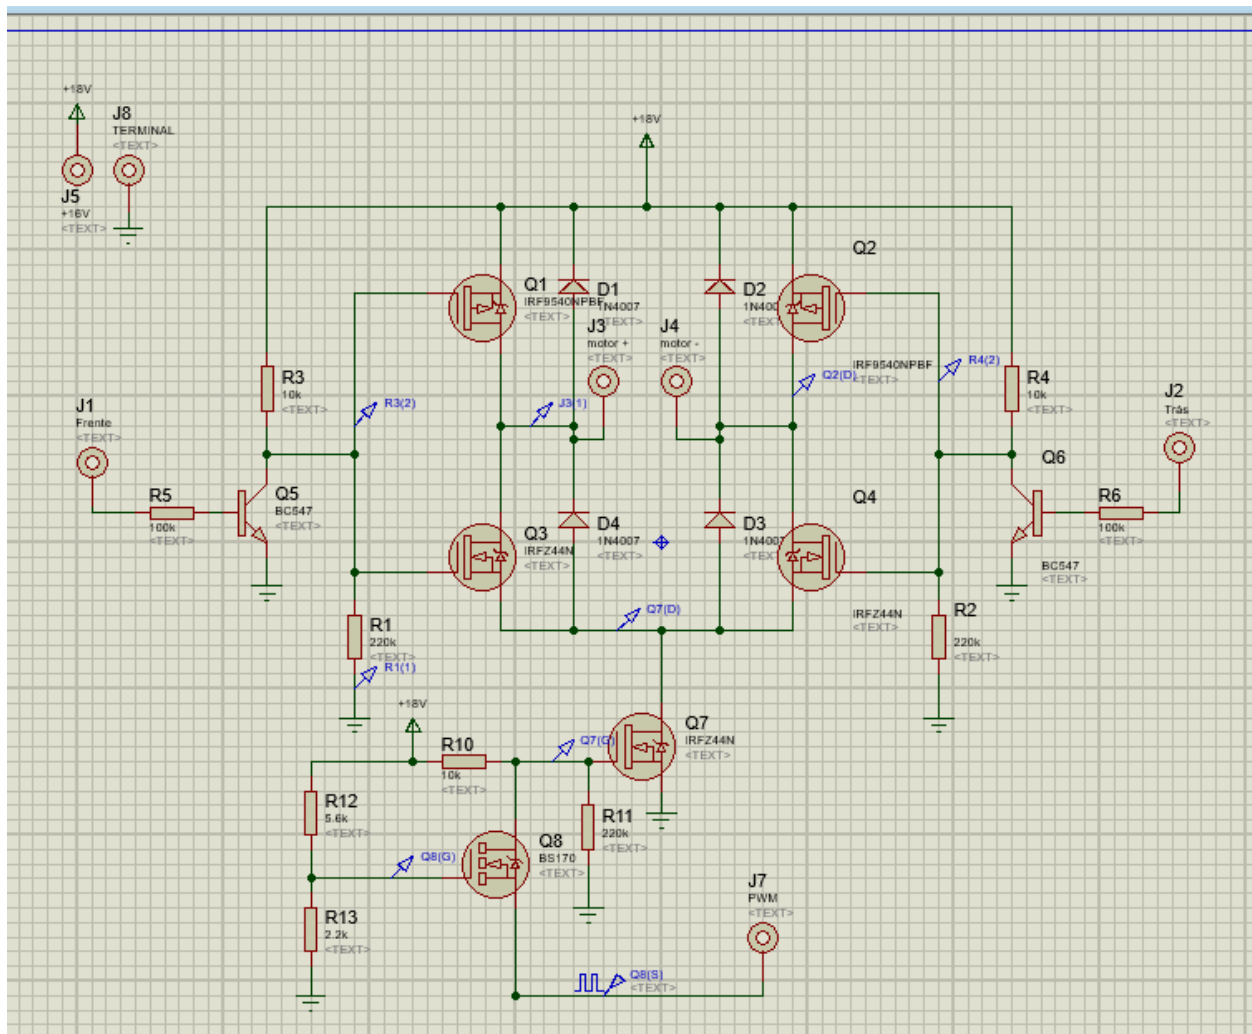 +18V
J8
TERMINAL
<TEXT>
J5
+16V
<TEXT>
+18V
Q1
IRF9540NPBF
<TEXT>
D1
1N4007
<TEXT>
D2
1N4007
<TEXT>
Q2
IRF9540NPBF
<TEXT>
J3
motor +
<TEXT>
J4
motor -
<TEXT>
Q2(D)
R4(2)
R3
10k
<TEXT>
R3(2)
J3(1)
R4
10k
<TEXT>
J1
Frente
<TEXT>
J2
Trás
<TEXT>
R5
100k
<TEXT>
Q5
BC547
<TEXT>
Q3
IRFZ44N
<TEXT>
D4
1N4007
<TEXT>
D3
1N4007
<TEXT>
Q4
IRFZ44N
<TEXT>
Q6
BC547
<TEXT>
R6
100k
<TEXT>
R1
220k
<TEXT>
R1(1)
Q7(D)
R2
220k
<TEXT>
+18V
R10
10k
<TEXT>
Q7(G)
Q7
IRFZ44N
<TEXT>
R12
5.6k
<TEXT>
Q8(G)
Q8
BS170
<TEXT>
R11
220k
<TEXT>
R13
2.2k
<TEXT>
J7
PWM
<TEXT>
Q8(S)
<TEXT>